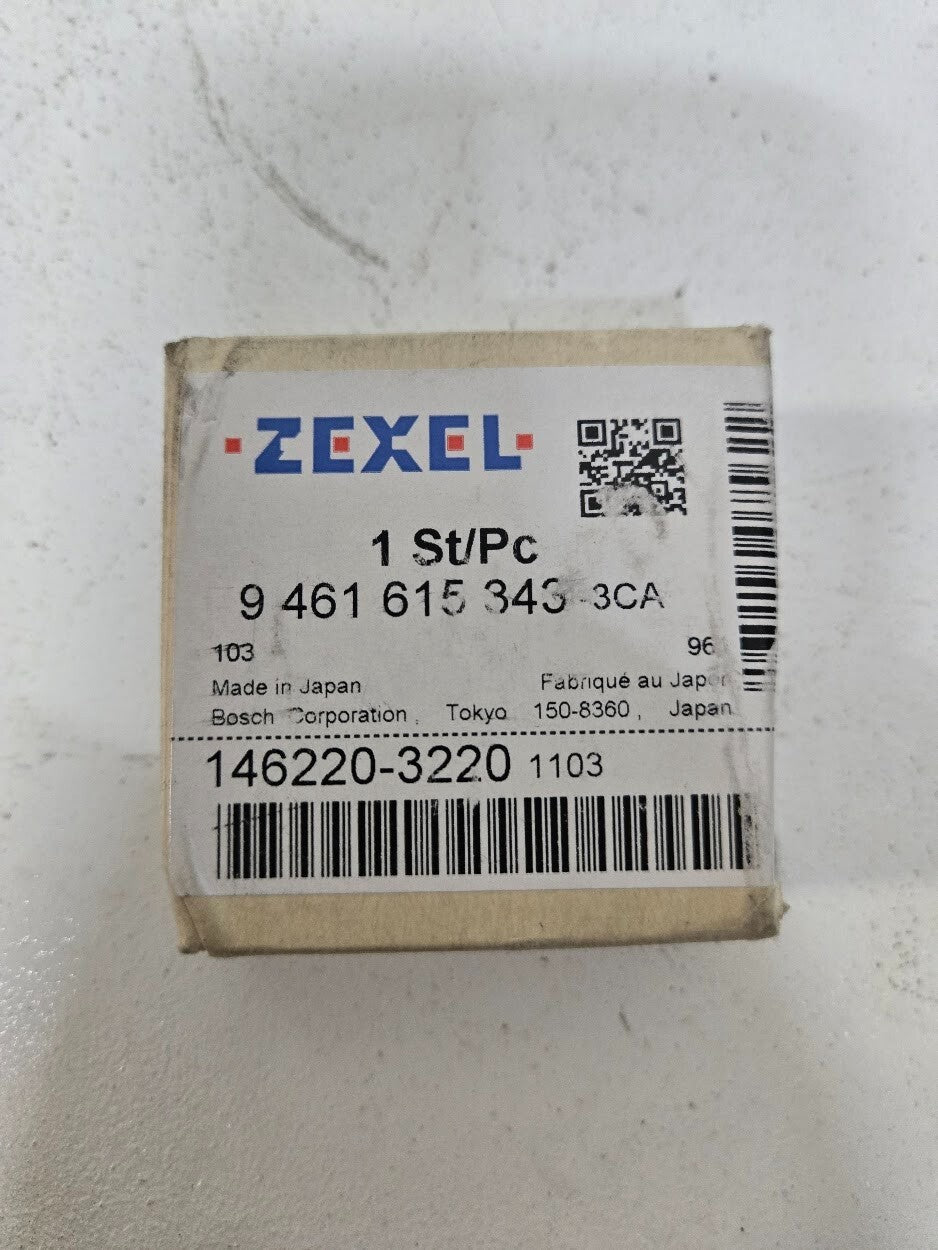 ZEXEL
1 St/Pc
9 461 615 343 -3CA
103 96
Made in Japan Fabriqué au Japon
Bosch Corporation, Tokyo 150-8360, Japan
146220-3220 1103